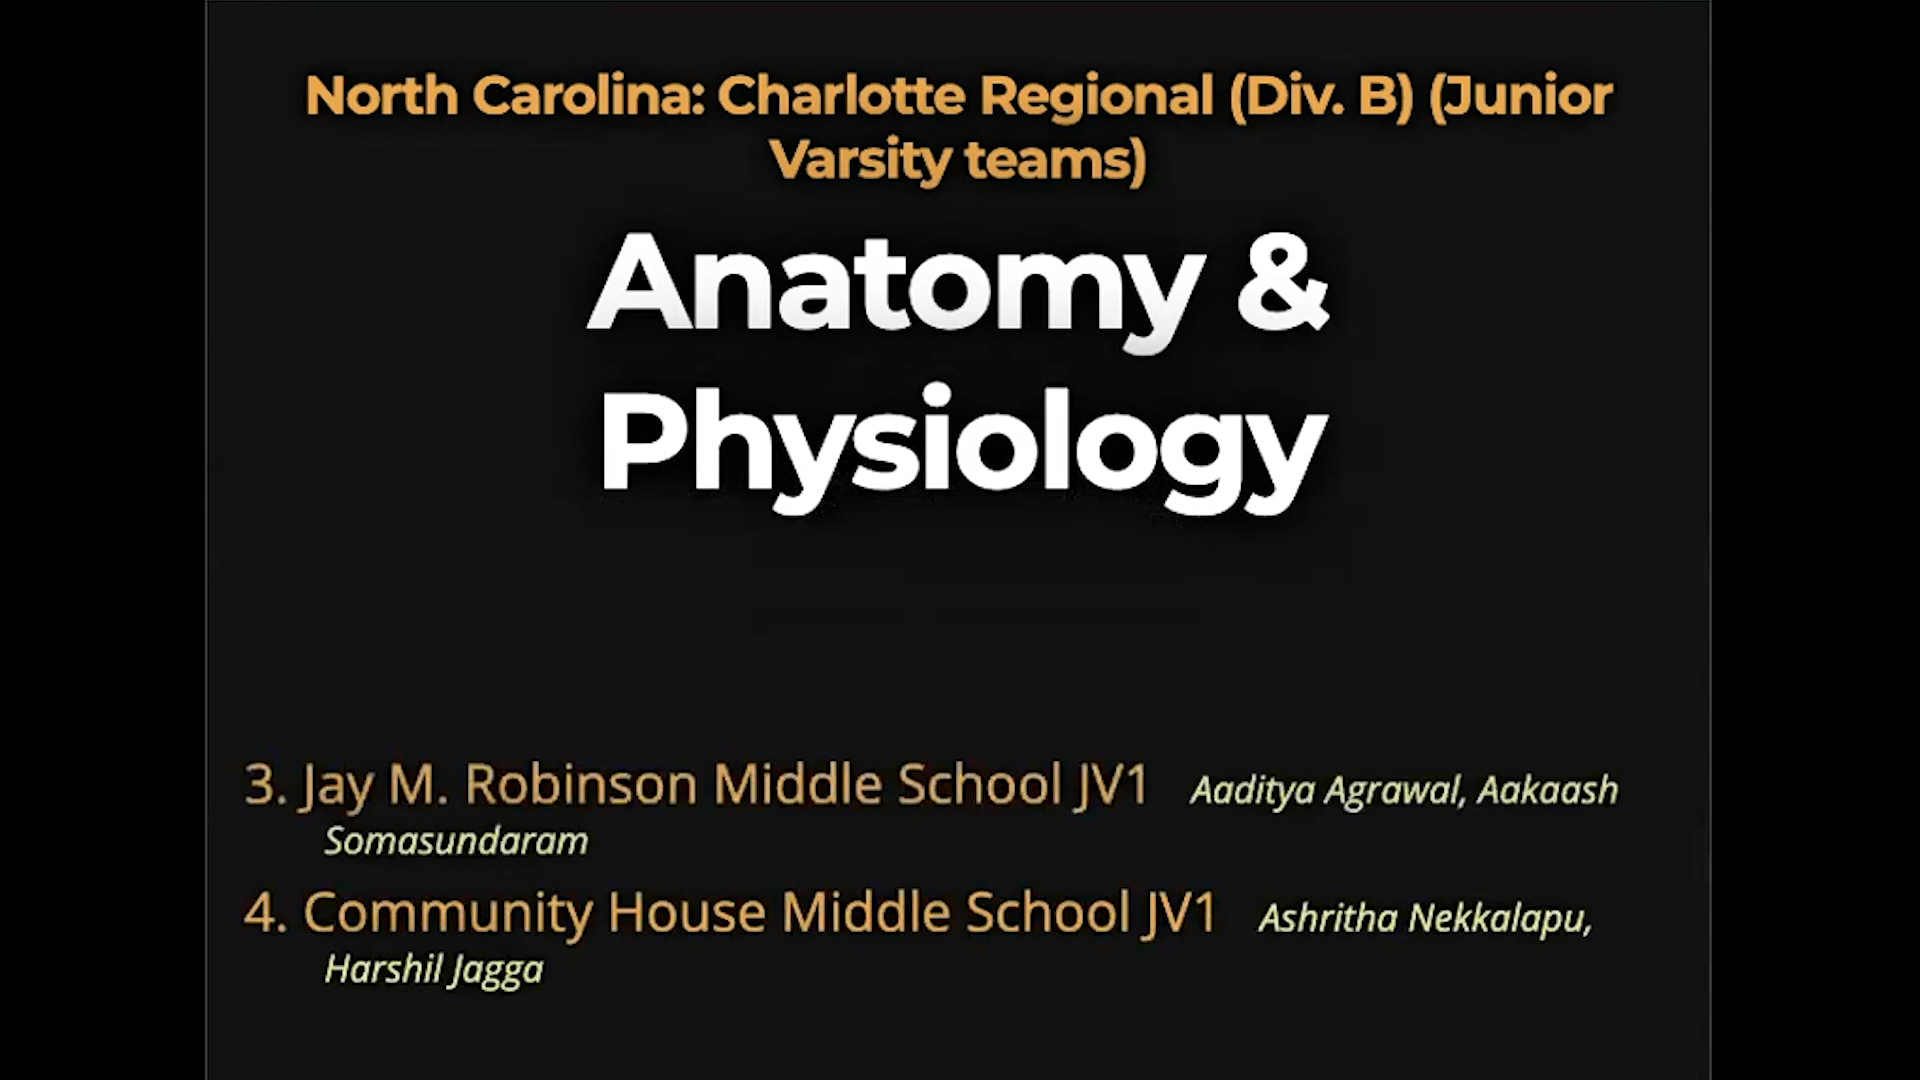 North Carolina: Charlotte Regional (Div. B) (Junior
Varsity teams)
Anatomy &
Physiology
3. Jay M. Robinson Middle School JV1 Aaditya Agrawal, Aakaash
Somasundaram
4. Community House Middle School JV1 Ashritha Nekkalapu,
Harshil Jagga